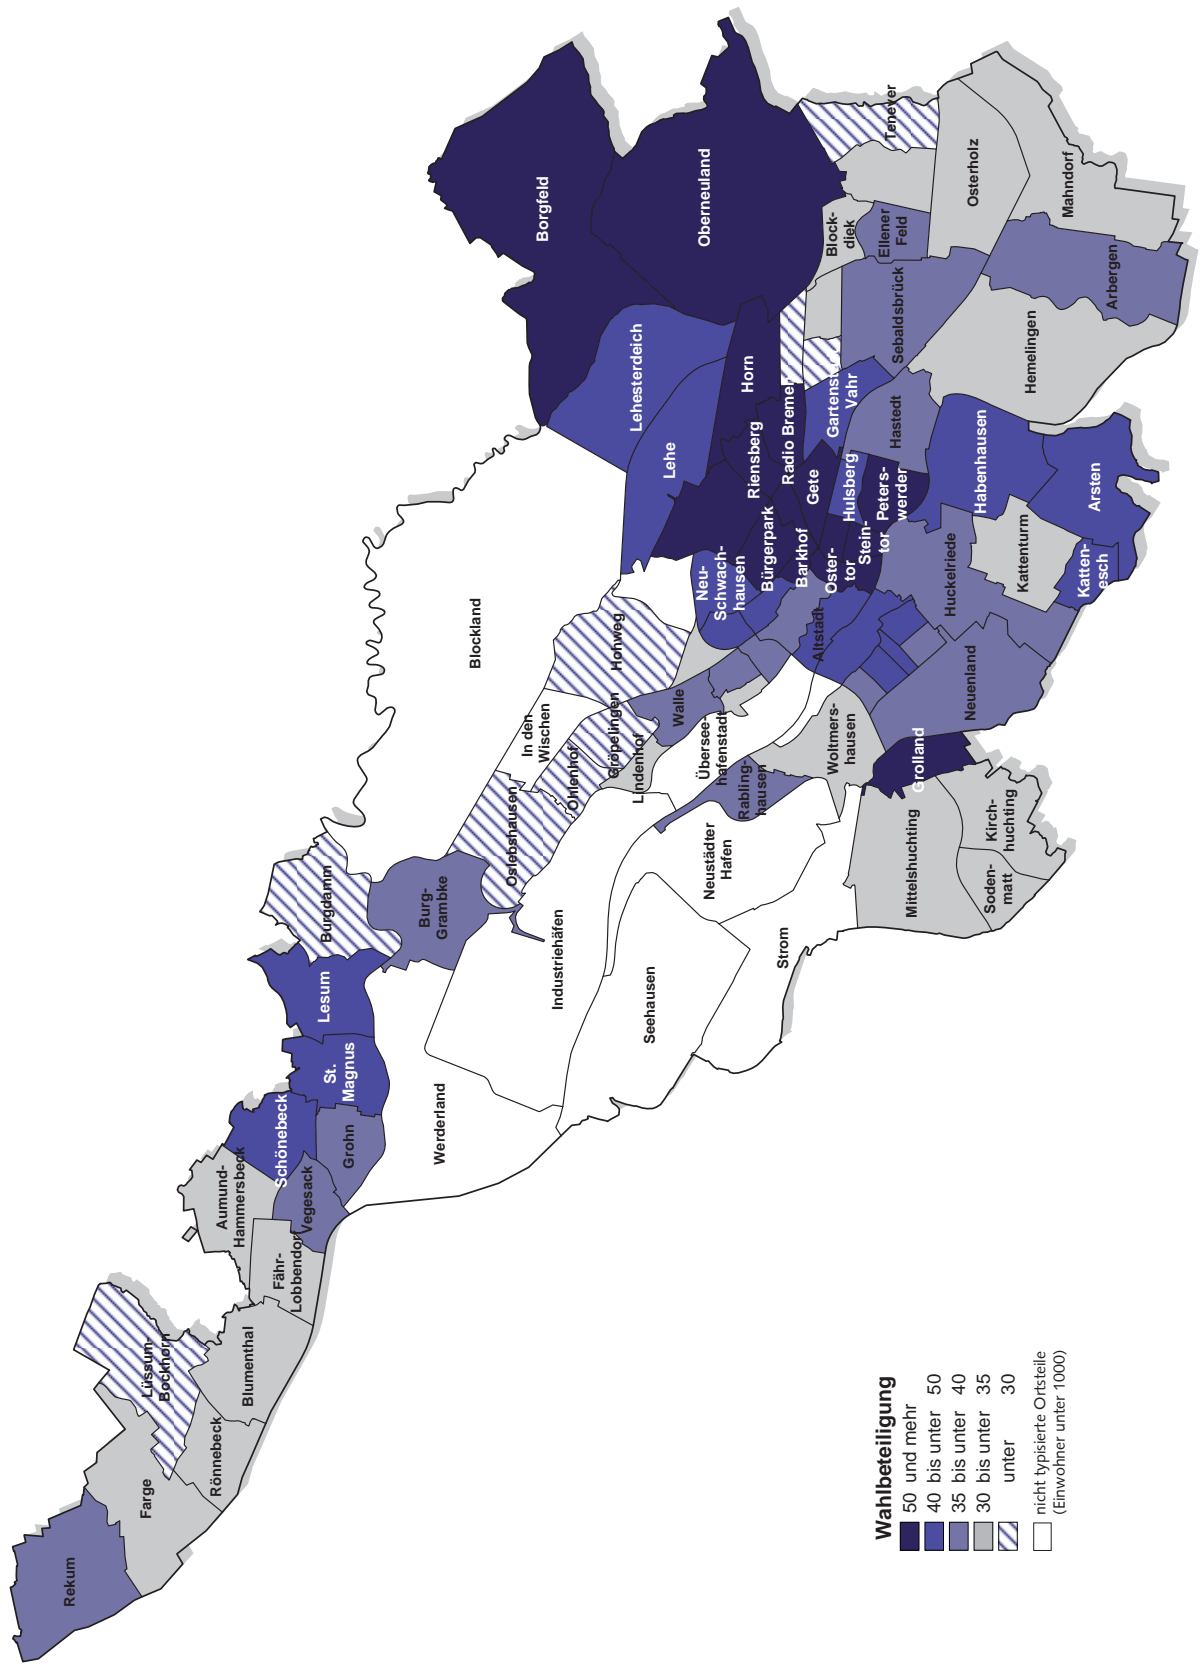 Rekum
Farge
Rönnebeck
Lüssum-
Bockhorn
Blumenthal
Fähr-
Lobbendorf
Aumund-
Hammersbeck
Vegesack
Schönebeck
Grohn
St.
Magnus
Lesum
Burgdamm
Werderland
Burg-
Grambke
Industriehäfen
Oslebshausen
Ohlenhof
In den
Wischen
Gröpelingen
Lindenhof
Hohweg
Blockland
Walle
Übersee-
hafenstadt
Seehausen
Strom
Neustädter
Hafen
Rabling-
hausen
Woltmers-
hausen
Mittelshuchting
Soden-
matt
Kirch-
huchting
Grolland
Neuenland
Altstadt
Neu-
Schwach-
hausen
Bürgerpark
Barkhof
Oster-
tor
Stein-
tor
Peters-
werder
Hulsberg
Gete
Riensberg
Radio Bremen
Horn
Lehe
Lehesterdeich
Borgfeld
Oberneuland
Gartenstadt
Vahr
Hastedt
Sebaldsbrück
Block-
diek
Ellener
Feld
Tenever
Osterholz
Mahndorf
Arbergen
Hemelingen
Habenhausen
Arsten
Kattenturm
Katten-
esch
Huckelriede
Wahlbeteiligung
50 und mehr
40 bis unter 50
35 bis unter 40
30 bis unter 35
unter 30
nicht typisierte Ortsteile
(Einwohner unter 1000)